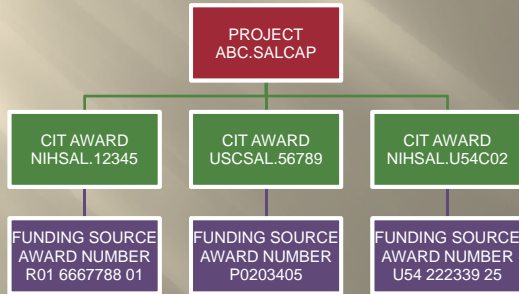 PROJECT
ABC.SALCAP
CIT AWARD
NIHSAL.12345
CIT AWARD
USCSAL.56789
CIT AWARD
NIHSAL.U54C02
FUNDING SOURCE
AWARD NUMBER
R01 6667788 01
FUNDING SOURCE
AWARD NUMBER
P0203405
FUNDING SOURCE
AWARD NUMBER
U54 222339 25